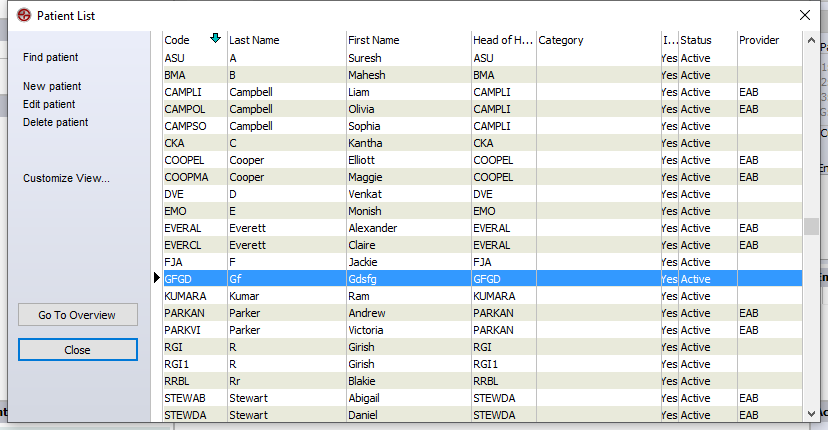 Patient List
Find patient
New patient
Edit patient
Delete patient
Customize View...
Go To Overview
Close
Code Last Name First Name Head of H... Category I... Status Provider
ASU A Suresh ASU Yes Active
BMA B Mahesh BMA Yes Active
CAMPLI Campbell Liam CAMPLI Yes Active EAB
CAMPOL Campbell Olivia CAMPLI Yes Active EAB
CAMPSO Campbell Sophia CAMPLI Yes Active
CKA C Kantha CKA Yes Active
COOPEL Cooper Elliott COOPEL Yes Active EAB
COOPMA Cooper Maggie COOPEL Yes Active EAB
DVE D Venkat DVE Yes Active
EMO E Monish EMO Yes Active
EVERAL Everett Alexander EVERAL Yes Active EAB
EVERCL Everett Claire EVERAL Yes Active EAB
FJA F Jackie FJA Yes Active
GFGD Gf Gdsfg GFGD Yes Active
KUMARA Kumar Ram KUMARA Yes Active
PARKAN Parker Andrew PARKAN Yes Active EAB
PARKVI Parker Victoria PARKAN Yes Active EAB
RGI R Girish RGI Yes Active
RGI1 R Girish RGI1 Yes Active
RRBL Rr Blakie RRBL Yes Active
STEWAB Stewart Abigail STEWDA Yes Active EAB
STEWDA Stewart Daniel STEWDA Yes Active EAB